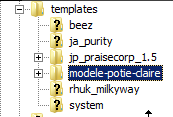 templates
beez
ja_purity
jp_praisecorp_1.5
modele-potie-claire
rhuk_milkyway
system